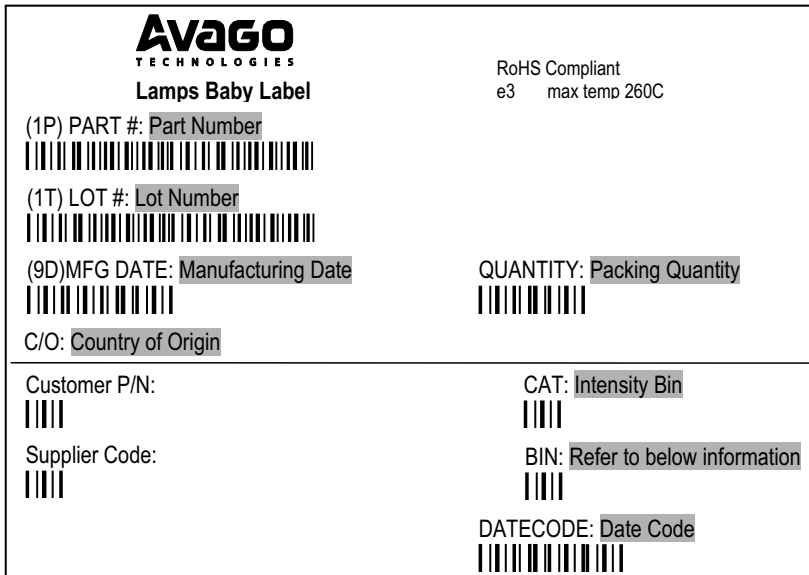 AVAGO
TECHNOLOGIES
Lamps Baby Label
RoHS Compliant
e3 max temp 260C
(1P) PART #: Part Number
(1T) LOT #: Lot Number
(9D)MFG DATE: Manufacturing Date
QUANTITY: Packing Quantity
C/O: Country of Origin
Customer P/N:
CAT: Intensity Bin
Supplier Code:
BIN: Refer to below information
DATECODE: Date Code